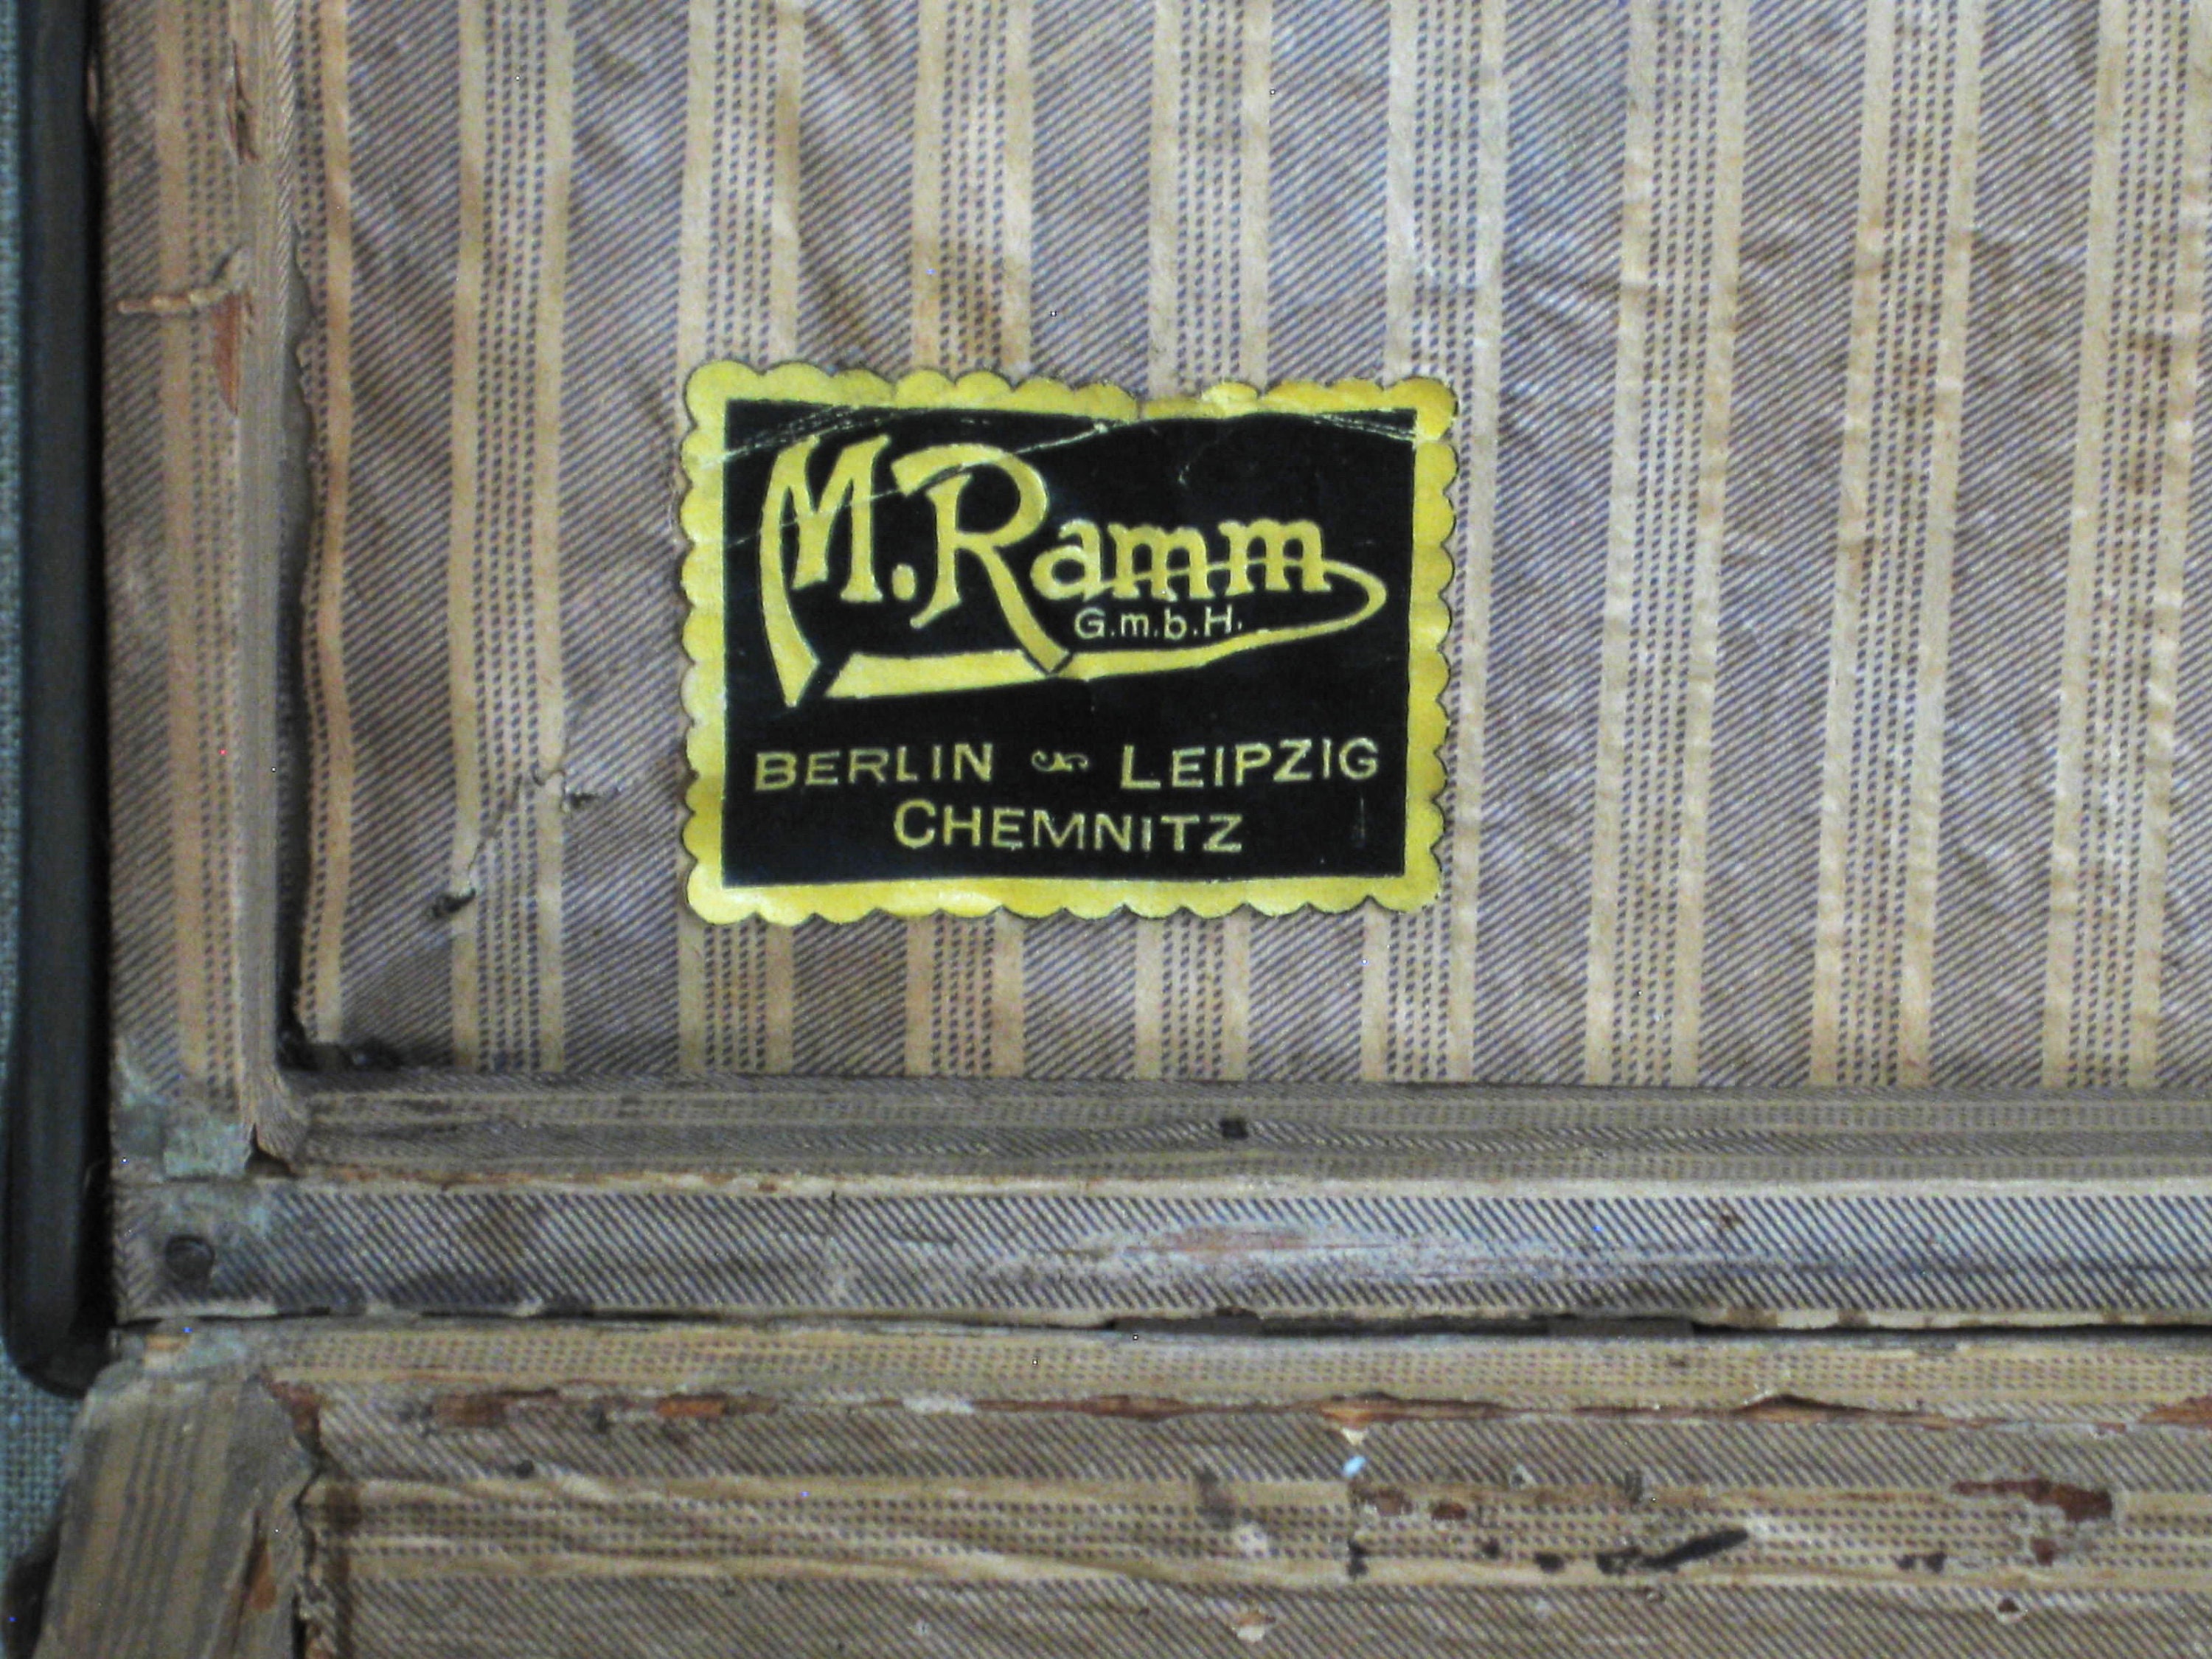 M. Ramm
G.m.b.H.
BERLIN LEIPZIG
CHEMNITZ